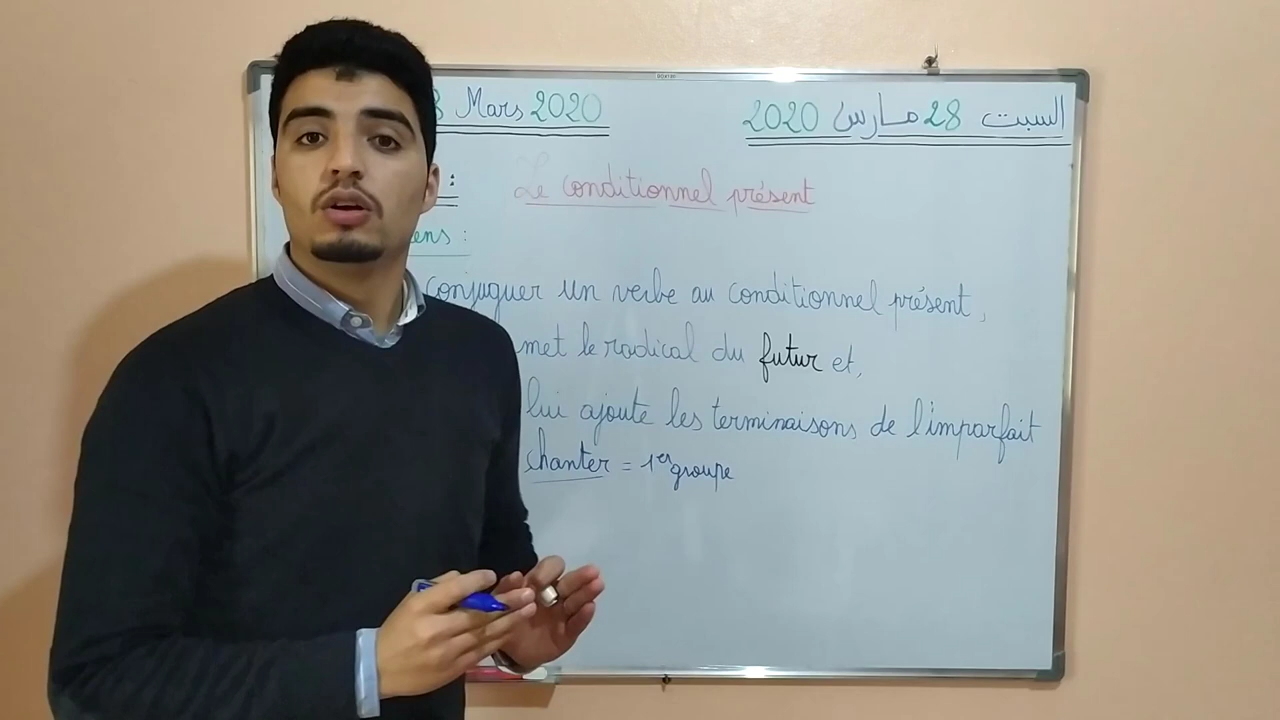 8 Mars 2020
السبت 28 مارس 2020
: Le conditionnel présent
ens :
conjuguer un verbe au conditionnel présent,
met le radical du futur et,
lui ajoute les terminaisons de l'imparfait
chanter = 1er groupe